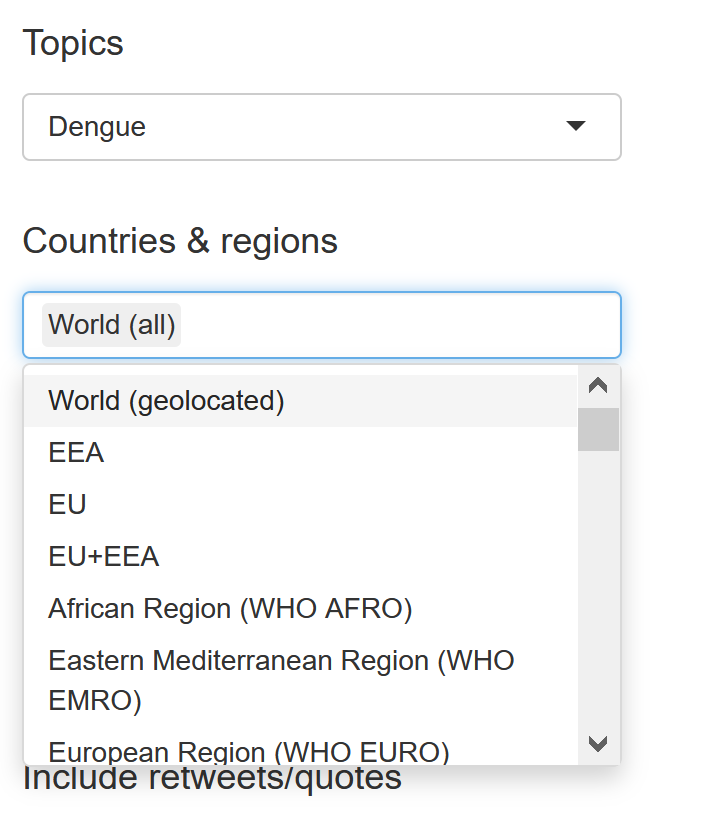 Topics
Dengue
Countries & regions
World (all)
World (geolocated)
EEA
EU
EU+EEA
African Region (WHO AFRO)
Eastern Mediterranean Region (WHO
EMRO)
European Region (WHO EURO)
Include retweets/quotes